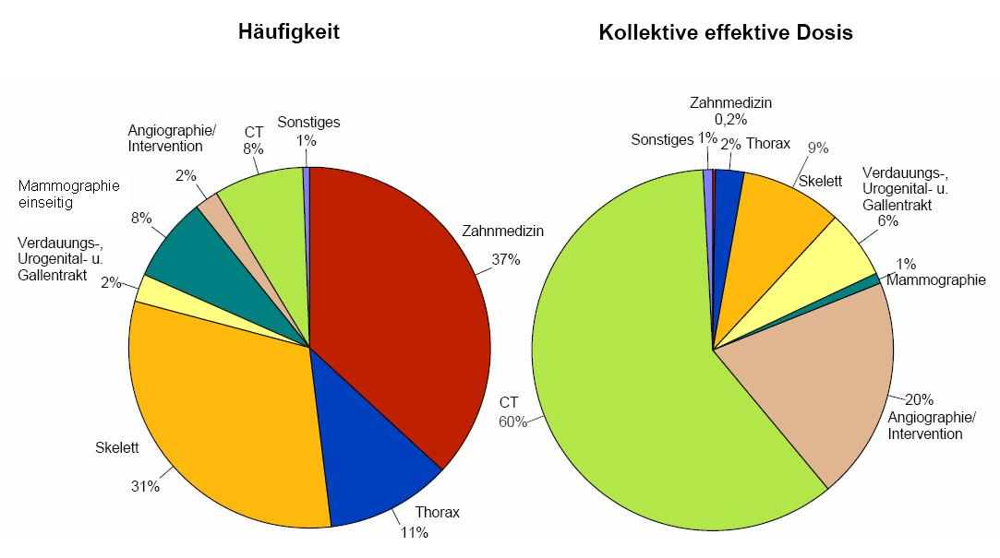 Häufigkeit
Angiographie/
Intervention
2%
CT
8%
Sonstiges
1%
Mammographie
einseitig
8%
Verdauungs-,
Urogenital- u.
Gallentrakt
2%
Zahnmedizin
37%
Skelett
31%
Thorax
11%
Kollektive effektive Dosis
Zahnmedizin
0,2%
Sonstiges 1%
2% Thorax
9%
Skelett
Verdauungs-,
Urogenital- u.
Gallentrakt
6%
1%
Mammographie
20%
Angiographie/
Intervention
CT
60%